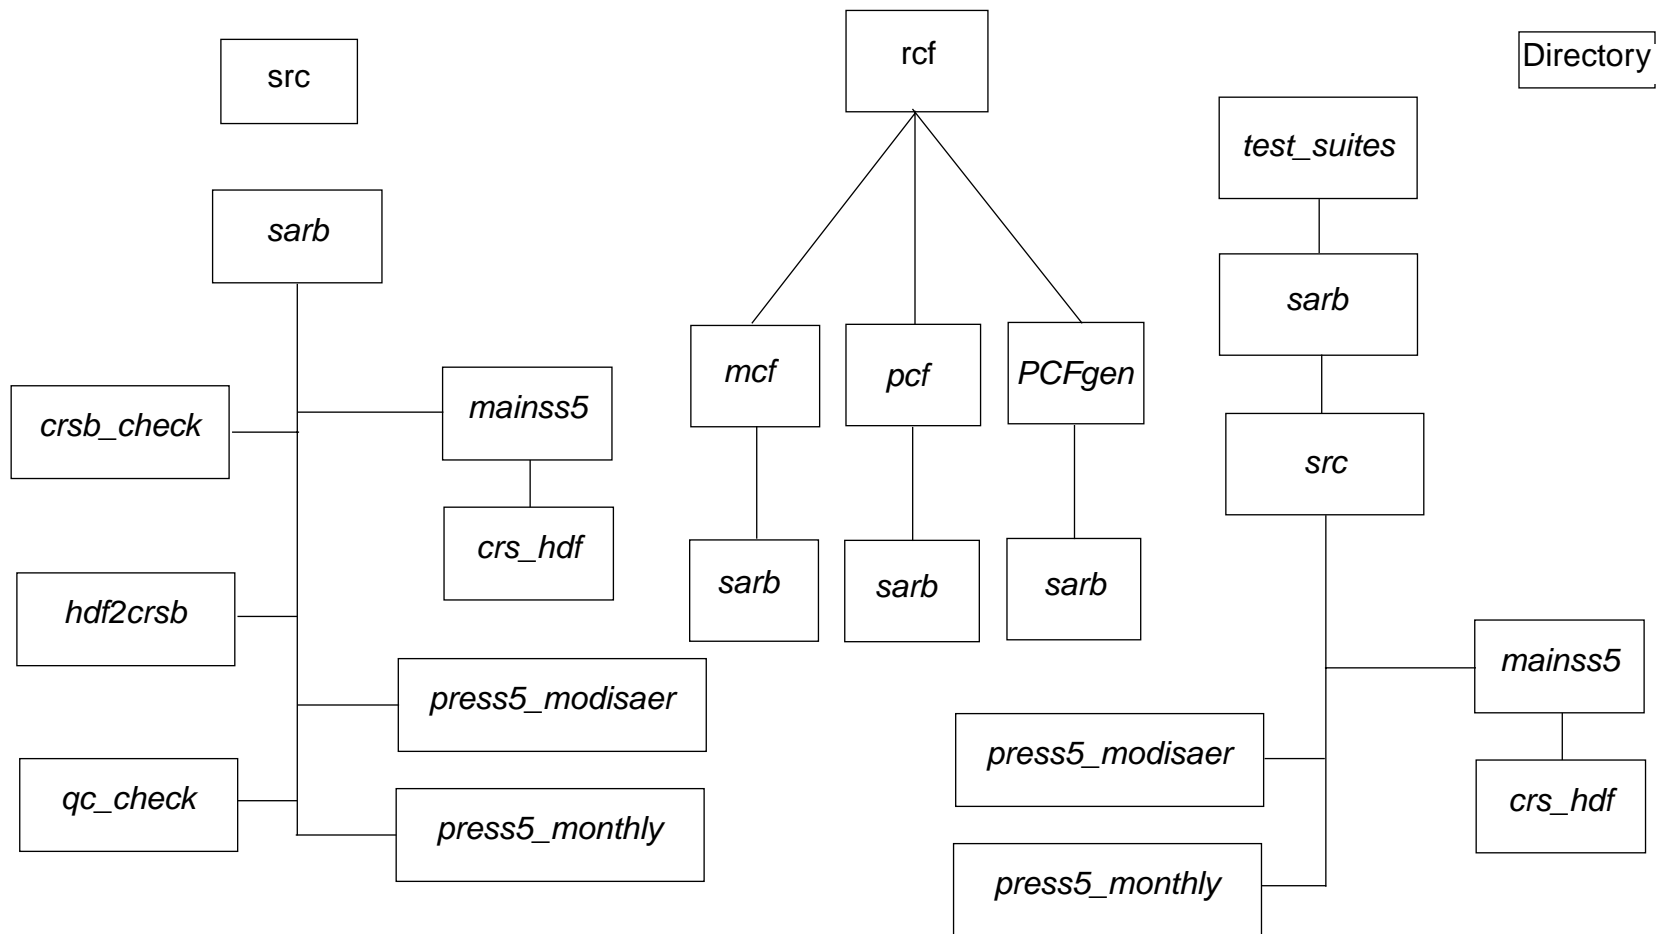 src
rcf
Directory
test_suites
sarb
sarb
mcf
pcf
PCFgen
mainss5
crsb_check
src
crs_hdf
sarb
sarb
sarb
hdf2crsb
mainss5
press5_modisaer
press5_modisaer
qc_check
crs_hdf
press5_monthly
press5_monthly